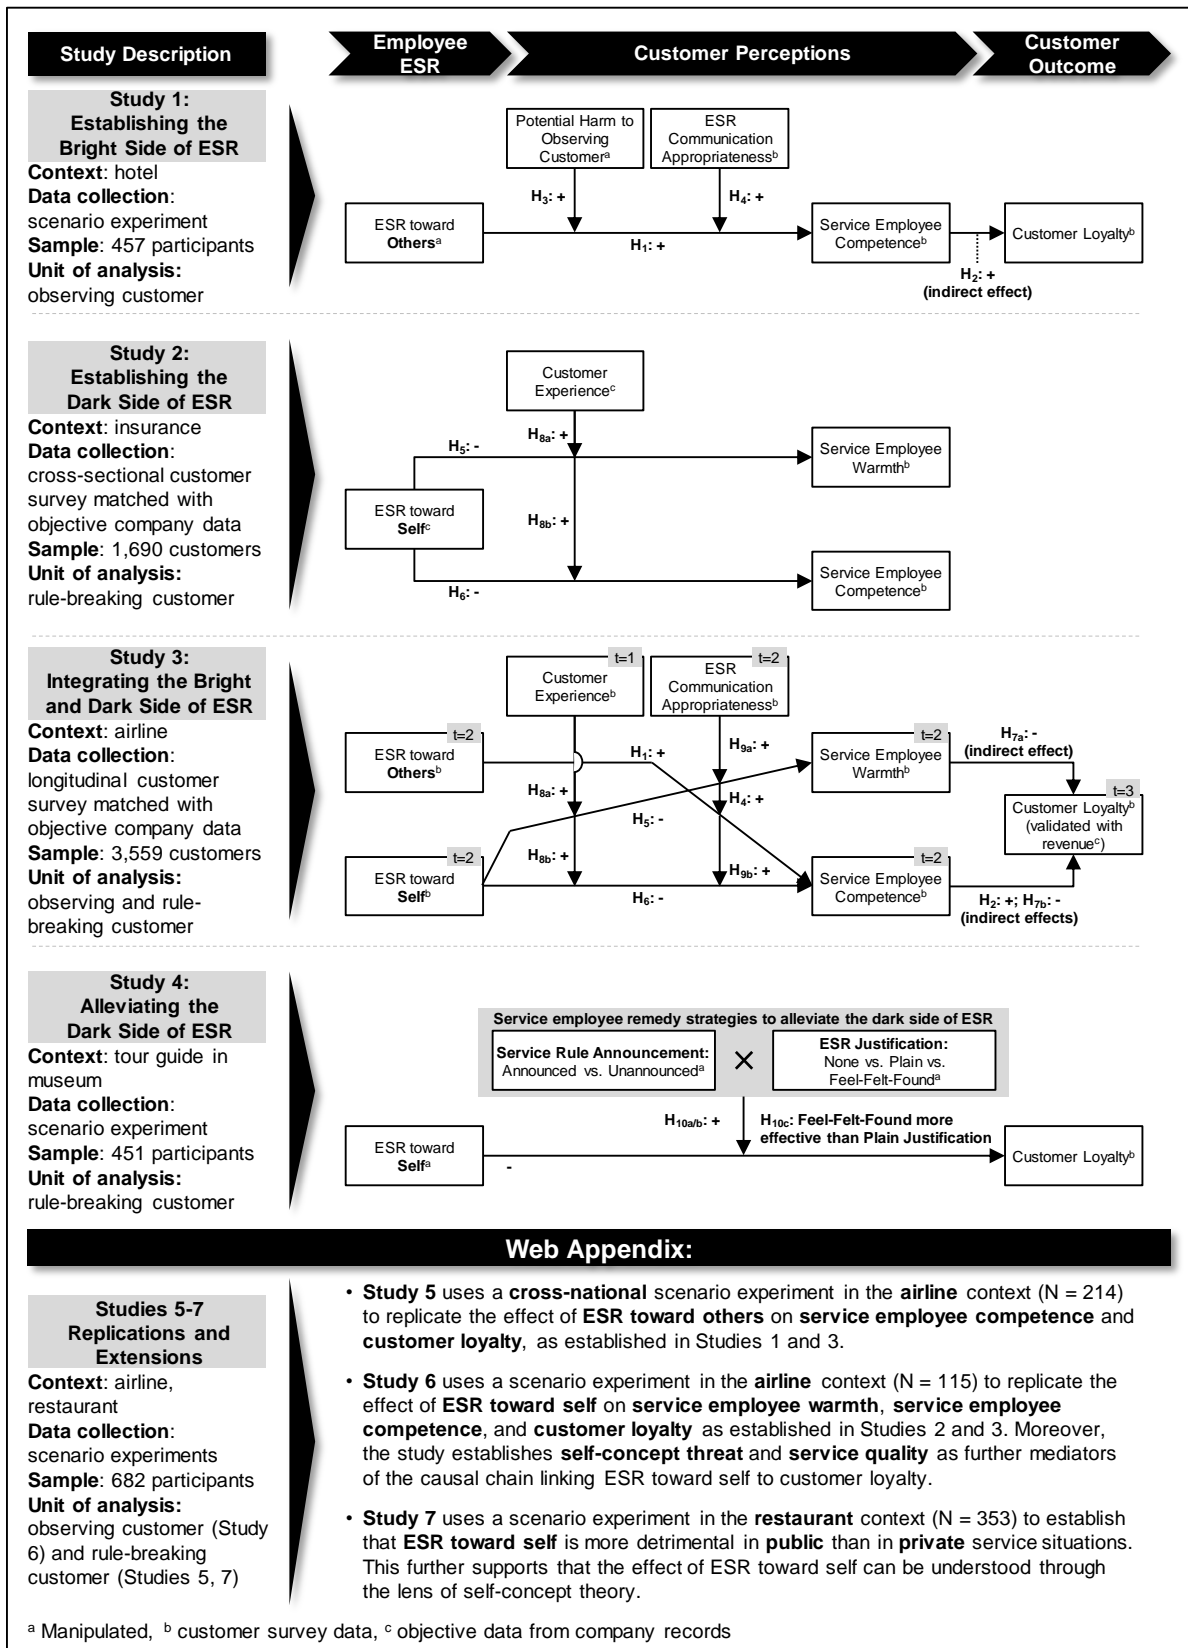 Study Description
Employee
ESR
Customer Perceptions
Customer
Outcome
Study 1:
Establishing the
Bright Side of ESR
Context: hotel
Data collection:
scenario experiment
Sample: 457 participants
Unit of analysis:
observing customer
Potential Harm to
Observing
Customerᵃ
ESR
Communication
Appropriatenessᵇ
H₃: +
H₄: +
ESR toward
Othersᵃ
H₁: +
Service Employee
Competenceᵇ
Customer Loyaltyᵇ
H₂: +
(indirect effect)
Study 2:
Establishing the
Dark Side of ESR
Context: insurance
Data collection:
cross-sectional customer
survey matched with
objective company data
Sample: 1,690 customers
Unit of analysis:
rule-breaking customer
Customer
Experienceᶜ
H₈ₐ: +
H₅: -
Service Employee
Warmthᵇ
ESR toward
Selfᶜ
H8b: +
H₆: -
Service Employee
Competenceᵇ
Study 3:
Integrating the Bright
and Dark Side of ESR
Context: airline
Data collection:
longitudinal customer
survey matched with
objective company data
Sample: 3,559 customers
Unit of analysis:
observing and rule-
breaking customer
t=1
Customer
Experienceᵇ
t=2
ESR
Communication
Appropriatenessᵇ
t=2
ESR toward
Othersᵇ
H₁: +
H₉ₐ: +
t=2
Service Employee
Warmthᵇ
H₇ₐ: -
(indirect effect)
H₈ₐ: +
H₄: +
H₅: -
t=3
Customer Loyaltyᵇ
(validated with
revenueᶜ)
t=2
ESR toward
Selfᵇ
H8b: +
H9b: +
H₆: -
t=2
Service Employee
Competenceᵇ
H₂: +; H7b: -
(indirect effects)
Study 4:
Alleviating the
Dark Side of ESR
Context: tour guide in
museum
Data collection:
scenario experiment
Sample: 451 participants
Unit of analysis:
rule-breaking customer
Service employee remedy strategies to alleviate the dark side of ESR
Service Rule Announcement:
Announced vs. Unannouncedᵃ
×
ESR Justification:
None vs. Plain vs.
Feel-Felt-Foundᵃ
H10a/b: +
H10c: Feel-Felt-Found more
effective than Plain Justification
ESR toward
Selfᵃ
-
Customer Loyaltyᵇ
Web Appendix:
Studies 5-7
Replications and
Extensions
Context: airline,
restaurant
Data collection:
scenario experiments
Sample: 682 participants
Unit of analysis:
observing customer (Study
6) and rule-breaking
customer (Studies 5, 7)
• Study 5 uses a cross-national scenario experiment in the airline context (N = 214)
to replicate the effect of ESR toward others on service employee competence and
customer loyalty, as established in Studies 1 and 3.
• Study 6 uses a scenario experiment in the airline context (N = 115) to replicate the
effect of ESR toward self on service employee warmth, service employee
competence, and customer loyalty as established in Studies 2 and 3. Moreover,
the study establishes self-concept threat and service quality as further mediators
of the causal chain linking ESR toward self to customer loyalty.
• Study 7 uses a scenario experiment in the restaurant context (N = 353) to establish
that ESR toward self is more detrimental in public than in private service situations.
This further supports that the effect of ESR toward self can be understood through
the lens of self-concept theory.
ᵃ Manipulated, ᵇ customer survey data, ᶜ objective data from company records